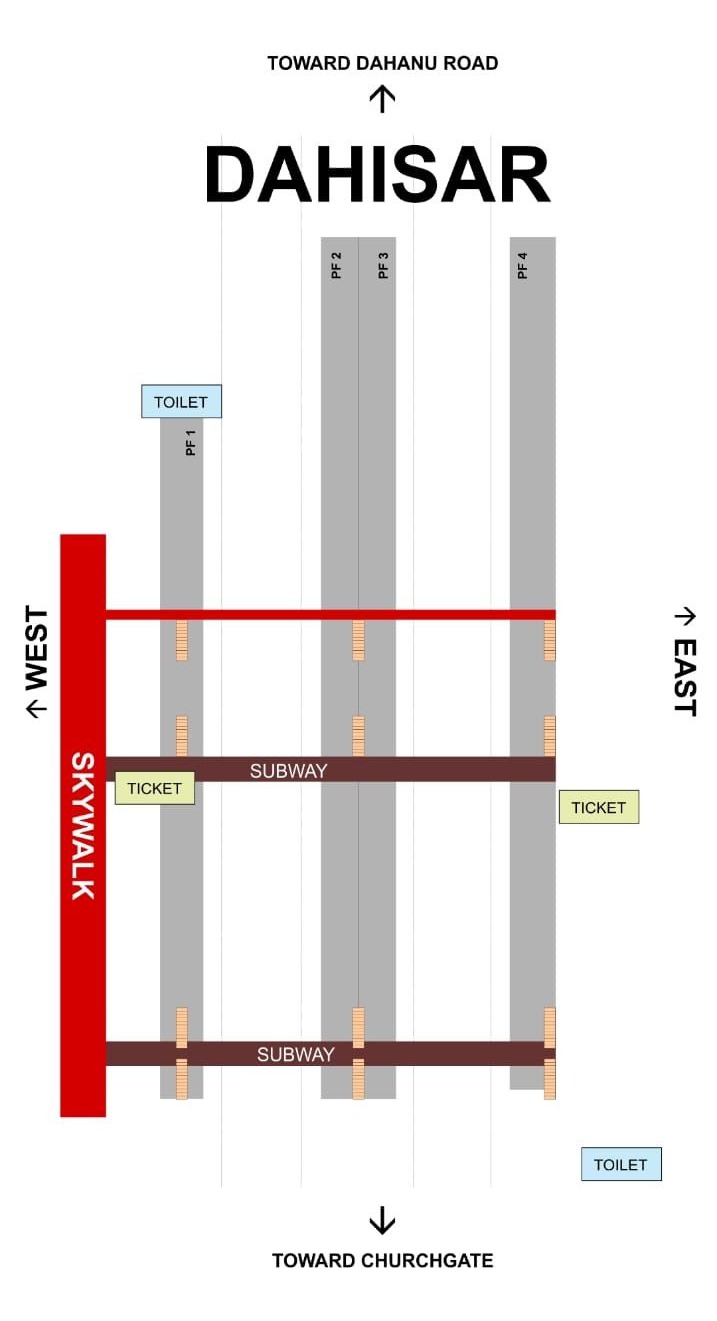 TOWARD DAHANU ROAD
↑
DAHISAR
PF 2
PF 3
PF 4
TOILET
PF 1
↑ WEST
↑ EAST
SKYWALK
SUBWAY
TICKET
TICKET
SUBWAY
TOILET
↓
TOWARD CHURCHGATE